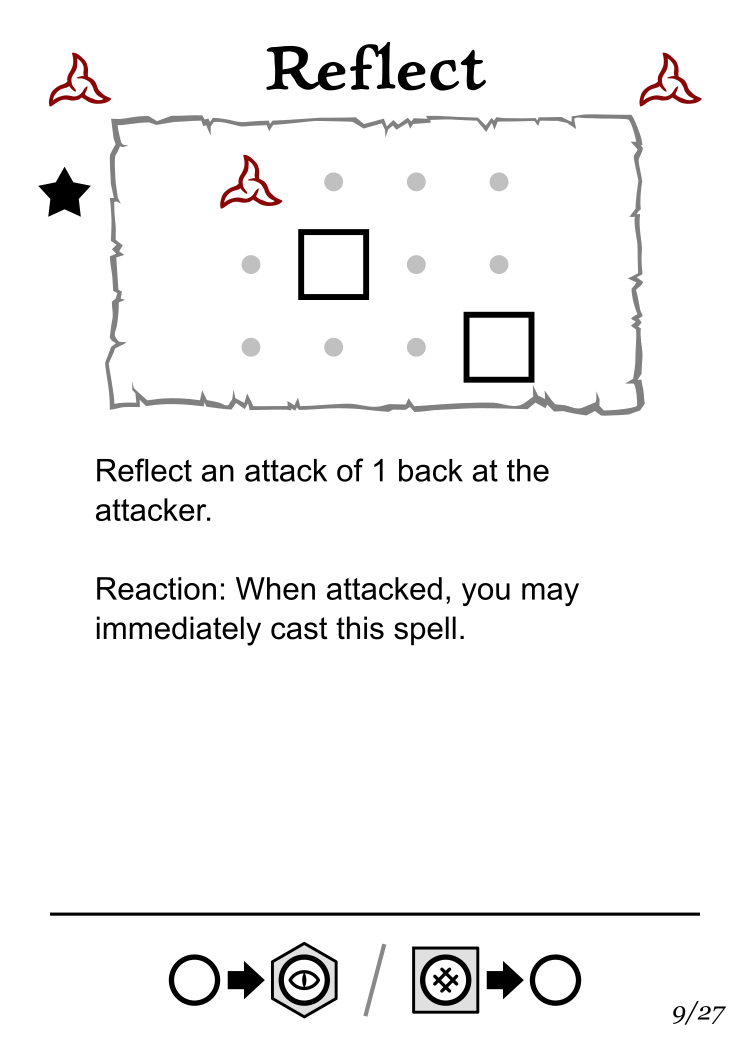 Reflect
Reflect an attack of 1 back at the
attacker.
Reaction: When attacked, you may
immediately cast this spell.
9/27